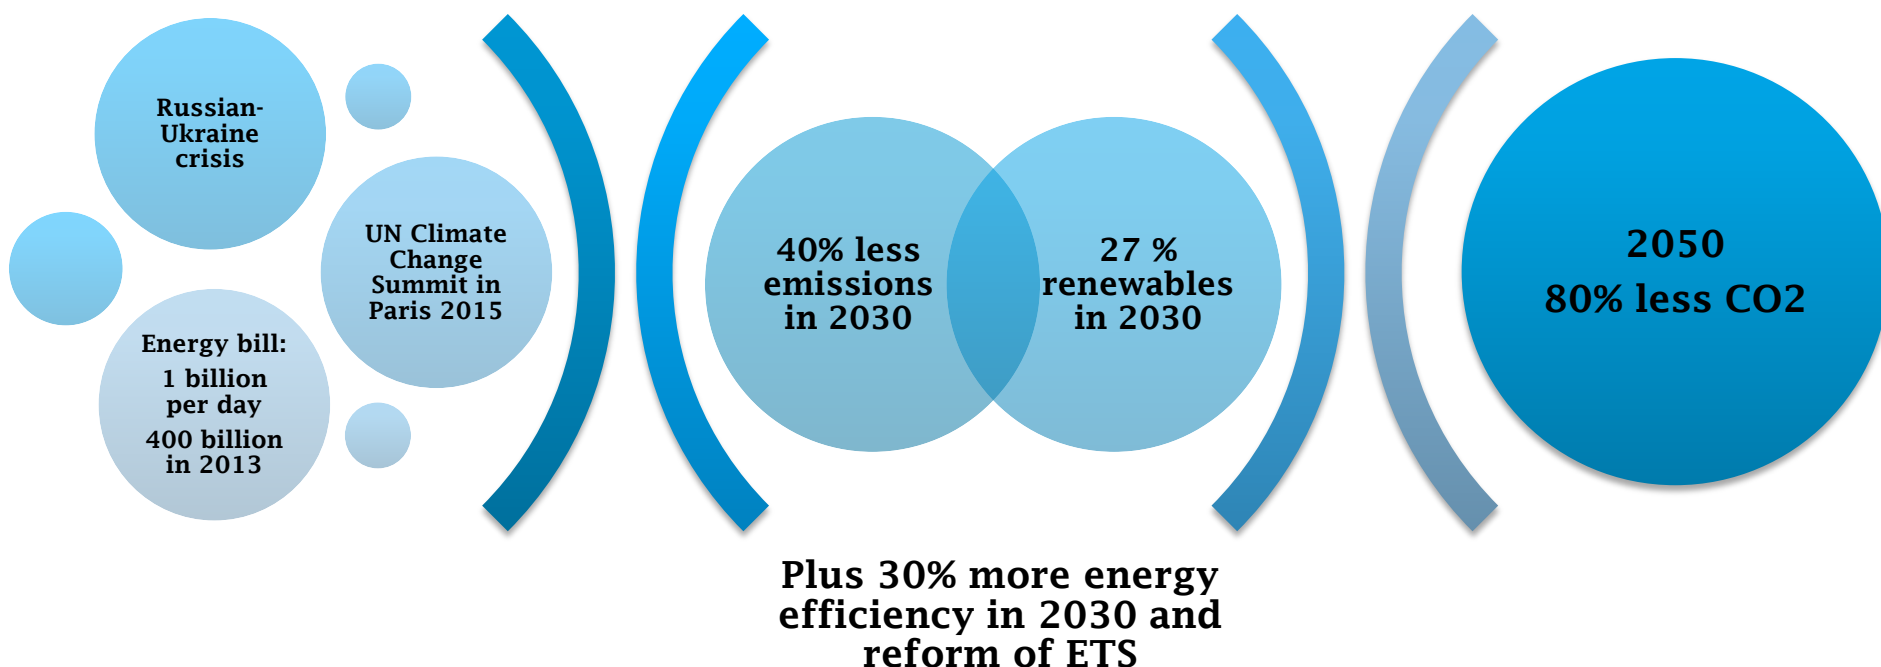 Russian-
Ukraine
crisis
UN Climate
Change
Summit in
Paris 2015
Energy bill:
1 billion
per day
400 billion
in 2013
40% less
emissions
in 2030
27 %
renewables
in 2030
2050
80% less CO2
Plus 30% more energy
efficiency in 2030 and
reform of ETS